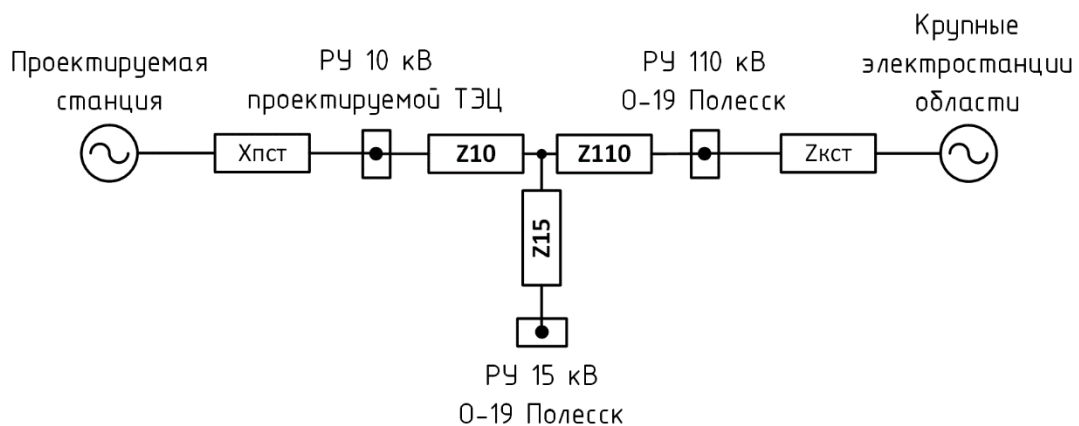 Проектируемая
станция
РУ 10 кВ
проектируемой ТЭЦ
РУ 110 кВ
О-19 Полесск
Крупные
электростанции
области
Xпст
Z10
Z110
Zкст
Z15
РУ 15 кВ
О-19 Полесск